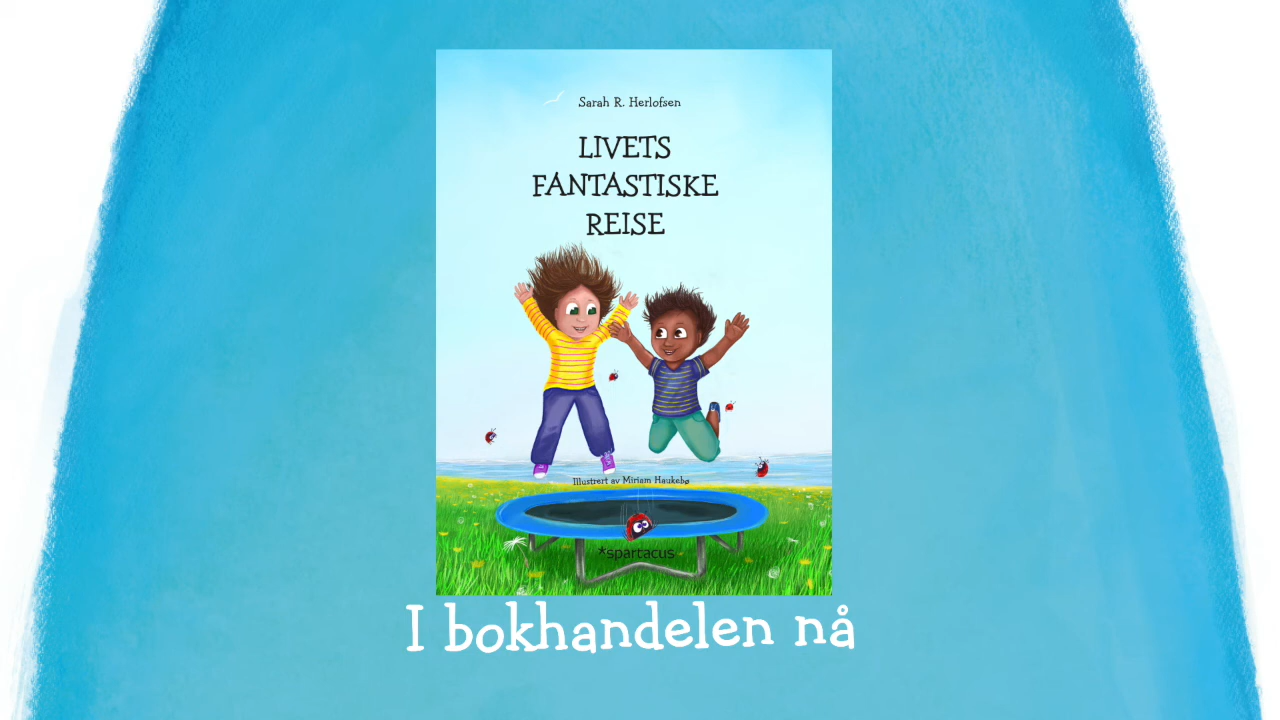 Sarah R. Herlofsen
LIVETS
FANTASTISKE
REISE
Illustrert av Miriam Haukebø
*spartacus
I bokhandelen nå